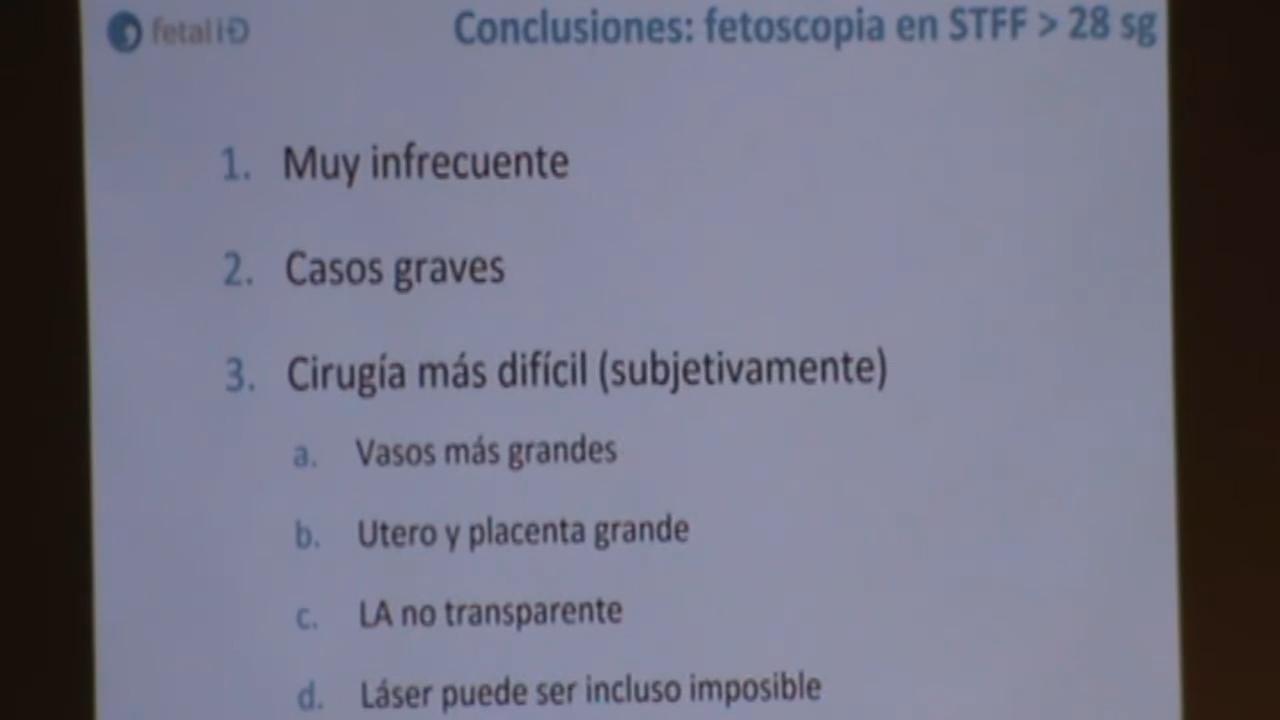 fetal i-D
Conclusiones: fetoscopia en STFF > 28 sg
1. Muy infrecuente
2. Casos graves
3. Cirugía más difícil (subjetivamente)
a. Vasos más grandes
b. Utero y placenta grande
c. LA no transparente
d. Láser puede ser incluso imposible